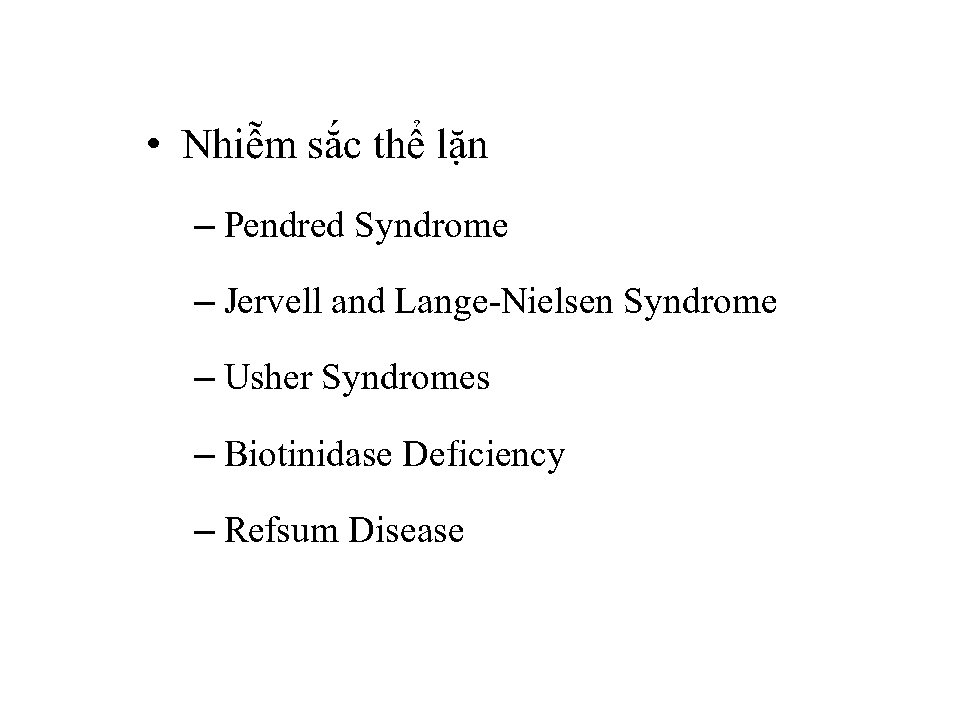 • Nhiễm sắc thể lặn
– Pendred Syndrome
– Jervell and Lange-Nielsen Syndrome
– Usher Syndromes
– Biotinidase Deficiency
– Refsum Disease